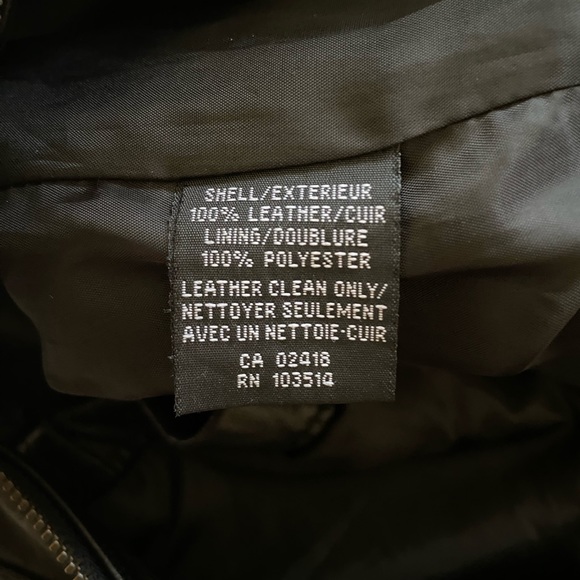 SHELL/EXTERIEUR
100% LEATHER/CUIR
LINING/DOUBLURE
100% POLYESTER
LEATHER CLEAN ONLY/
NETTOYER SEULEMENT
AVEC UN NETTOIE-CUIR
CA 02418
RN 103514